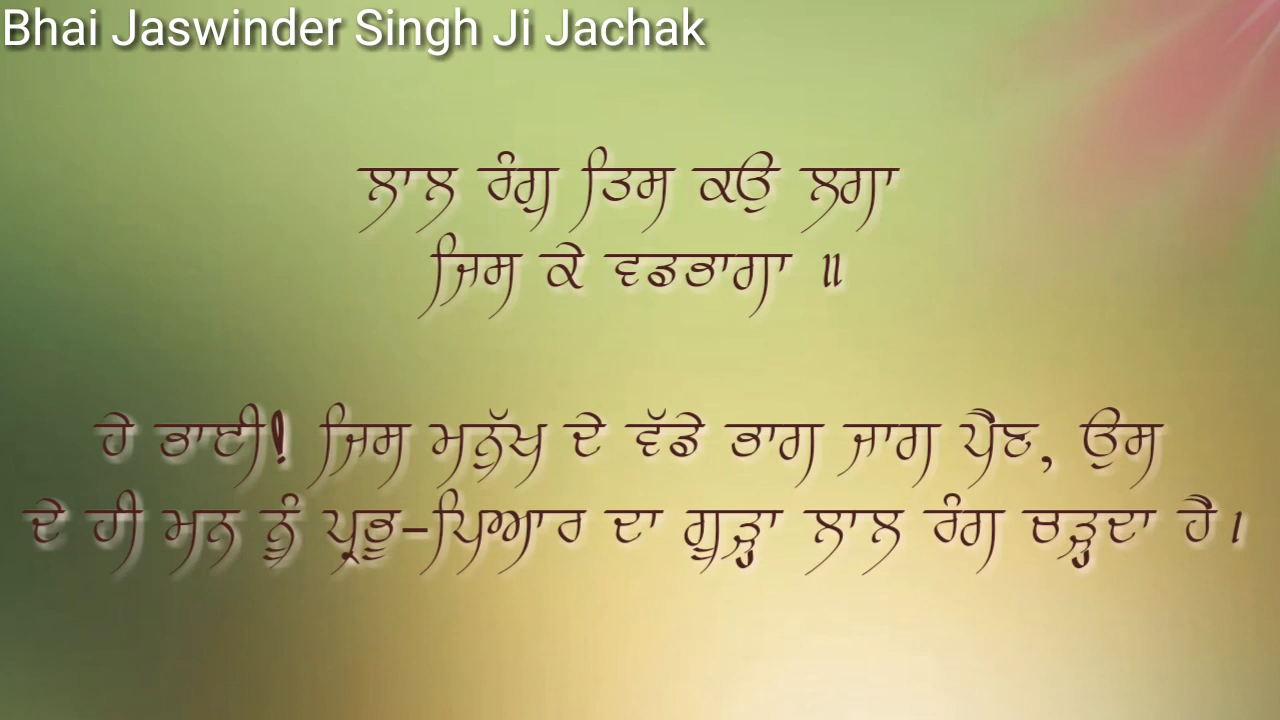 Bhai Jaswinder Singh Ji Jachak
ਲਾਲ ਰੰਗੁ ਤਿਸ ਕਉ ਲਗਾ
ਜਿਸ ਕੇ ਵਡਭਾਗਾ ॥
ਹੇ ਭਾਈ! ਜਿਸ ਮਨੁੱਖ ਦੇ ਵੱਡੇ ਭਾਗ ਜਾਗ ਪੈਣ, ਉਸ
ਦੇ ਹੀ ਮਨ ਨੂੰ ਪ੍ਰਭੂ-ਪਿਆਰ ਦਾ ਗੂੜ੍ਹਾ ਲਾਲ ਰੰਗ ਚੜ੍ਹਦਾ ਹੈ।